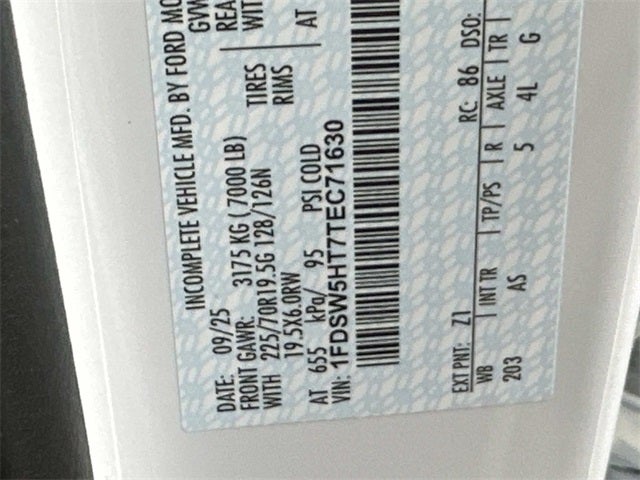 INCOMPLETE VEHICLE MFD. BY FORD MO
DATE: 09/25 GVW
FRONT GAWR: 3175 KG ( 7000 LB) REA
WITH 225/70R19.5G 128/126N TIRES WIT
19.5X6.0RW RIMS
AT 655 kPa/ 95 PSI COLD AT
VIN: 1FDSW5HT7TEC71630
EXT PNT: Z1 RC: 86 DSO:
WB | INT TR | TP/PS | R | AXLE | TR |
203 AS 5 4L G